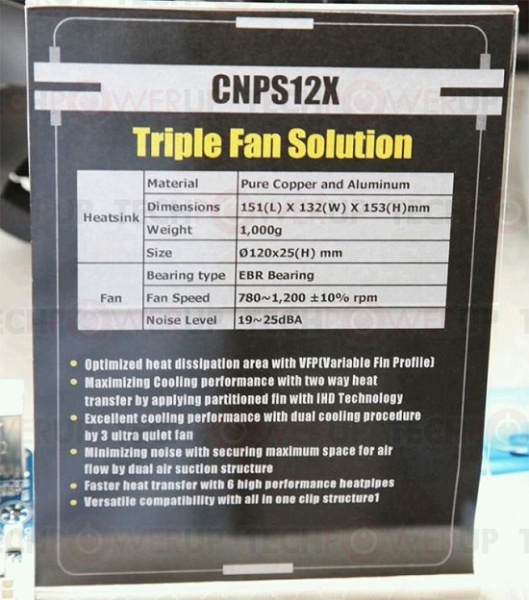 CNPS12X
Triple Fan Solution
Heatsink
Material Pure Copper and Aluminum
Dimensions 151(L) X 132(W) X 153(H)mm
Weight 1,000g
Fan
Size Ø120x25(H) mm
Bearing type EBR Bearing
Fan Speed 780~1,200 ±10% rpm
Noise Level 19~25dBA
• Optimized heat dissipation area with VFP(Variable Fin Profile)
• Maximizing Cooling performance with two way heat
transfer by applying partitioned fin with IHD Technology
• Excellent cooling performance with dual cooling procedure
by 3 ultra quiet fan
• Minimizing noise with securing maximum space for air
flow by dual air suction structure
• Faster heat transfer with 6 high performance heatpipes
• Versatile compatibility with all in one clip structure1
TECHPOWERUP